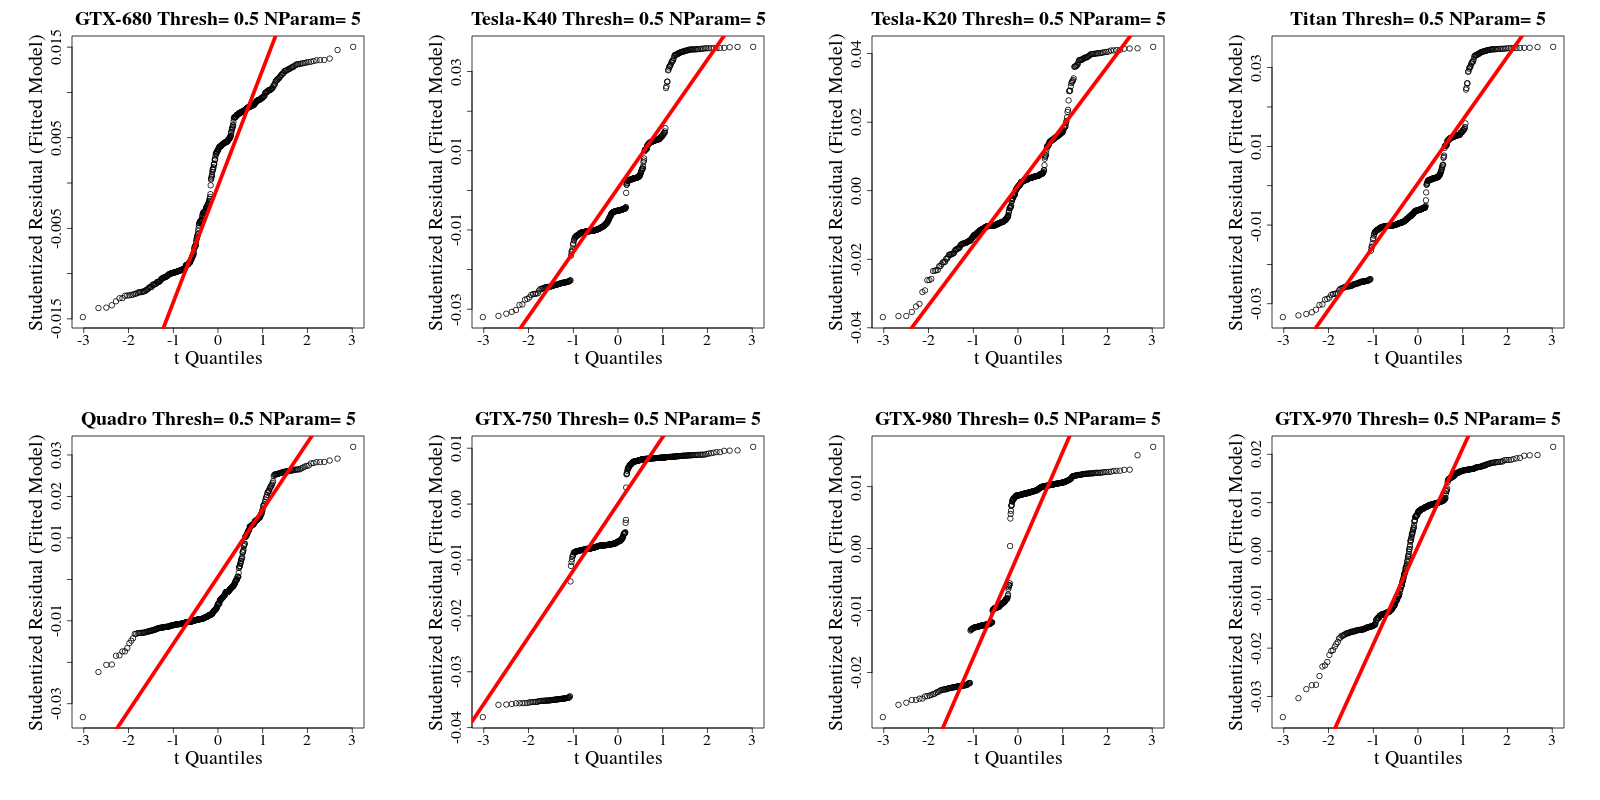 GTX-680 Thresh= 0.5 NParam= 5
Studentized Residual (Fitted Model)
0.015
0.005
-0.005
-0.015
-3 -2 -1 0 1 2 3
t Quantiles
Tesla-K40 Thresh= 0.5 NParam= 5
Studentized Residual (Fitted Model)
0.03
0.01
-0.01
-0.03
-3 -2 -1 0 1 2 3
t Quantiles
Tesla-K20 Thresh= 0.5 NParam= 5
Studentized Residual (Fitted Model)
0.04
0.02
0.00
-0.02
-0.04
-3 -2 -1 0 1 2 3
t Quantiles
Titan Thresh= 0.5 NParam= 5
Studentized Residual (Fitted Model)
0.03
0.01
-0.01
-0.03
-3 -2 -1 0 1 2 3
t Quantiles
Quadro Thresh= 0.5 NParam= 5
Studentized Residual (Fitted Model)
0.03
0.02
0.01
-0.01
-0.03
-3 -2 -1 0 1 2 3
t Quantiles
GTX-750 Thresh= 0.5 NParam= 5
Studentized Residual (Fitted Model)
0.01
0.00
-0.01
-0.02
-0.03
-0.04
-3 -2 -1 0 1 2 3
t Quantiles
GTX-980 Thresh= 0.5 NParam= 5
Studentized Residual (Fitted Model)
0.01
0.00
-0.01
-0.02
-3 -2 -1 0 1 2 3
t Quantiles
GTX-970 Thresh= 0.5 NParam= 5
Studentized Residual (Fitted Model)
0.02
0.01
0.00
-0.01
-0.02
-0.03
-3 -2 -1 0 1 2 3
t Quantiles